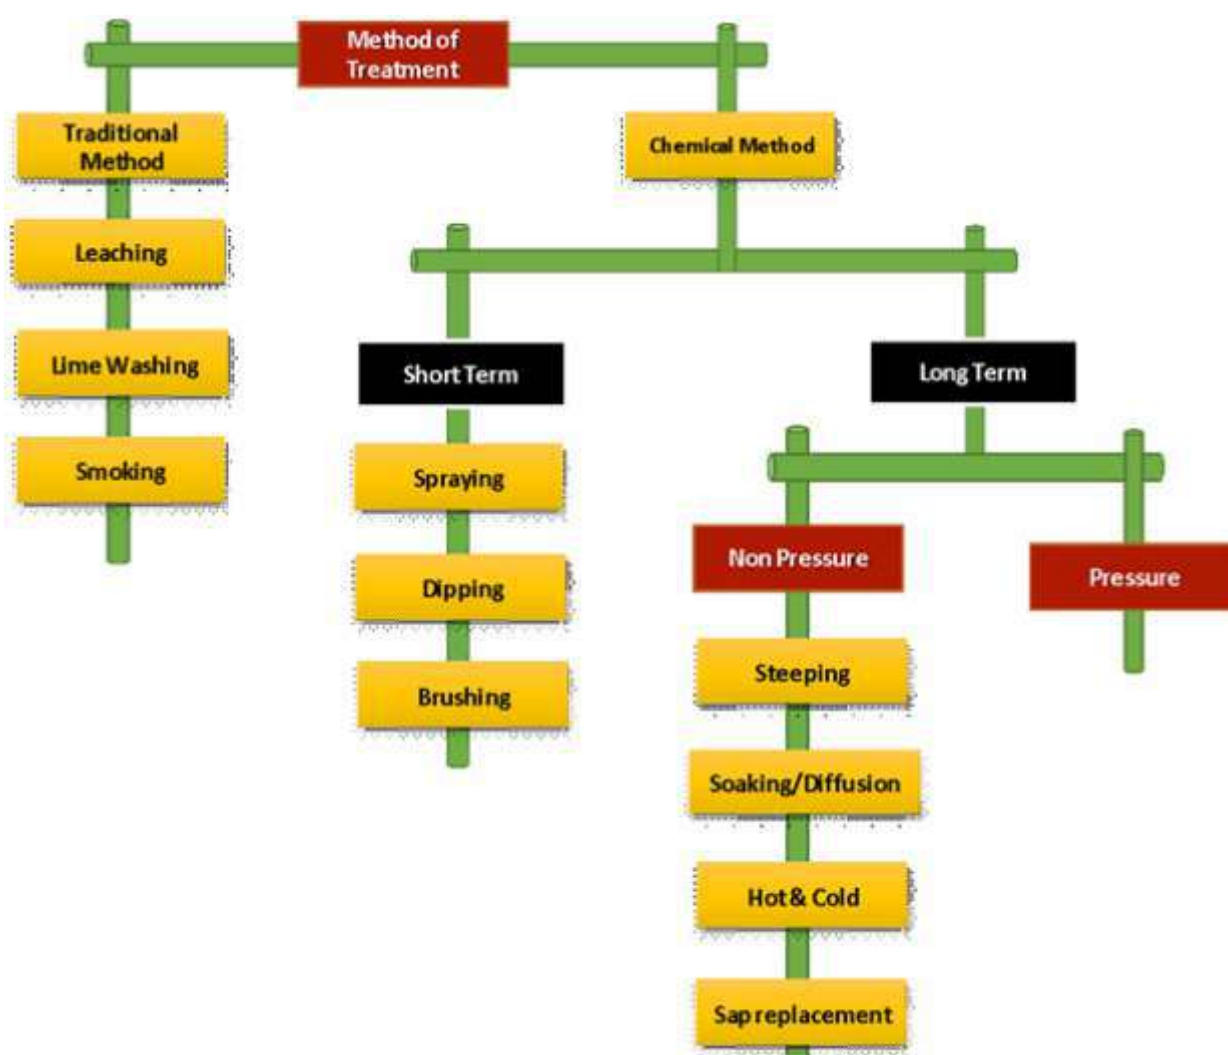 Method of
Treatment
Traditional
Method
Chemical Method
Leaching
Lime Washing
Smoking
Short Term
Long Term
Spraying
Dipping
Brushing
Non Pressure
Pressure
Steeping
Soaking/Diffusion
Hot & Cold
Sap replacement